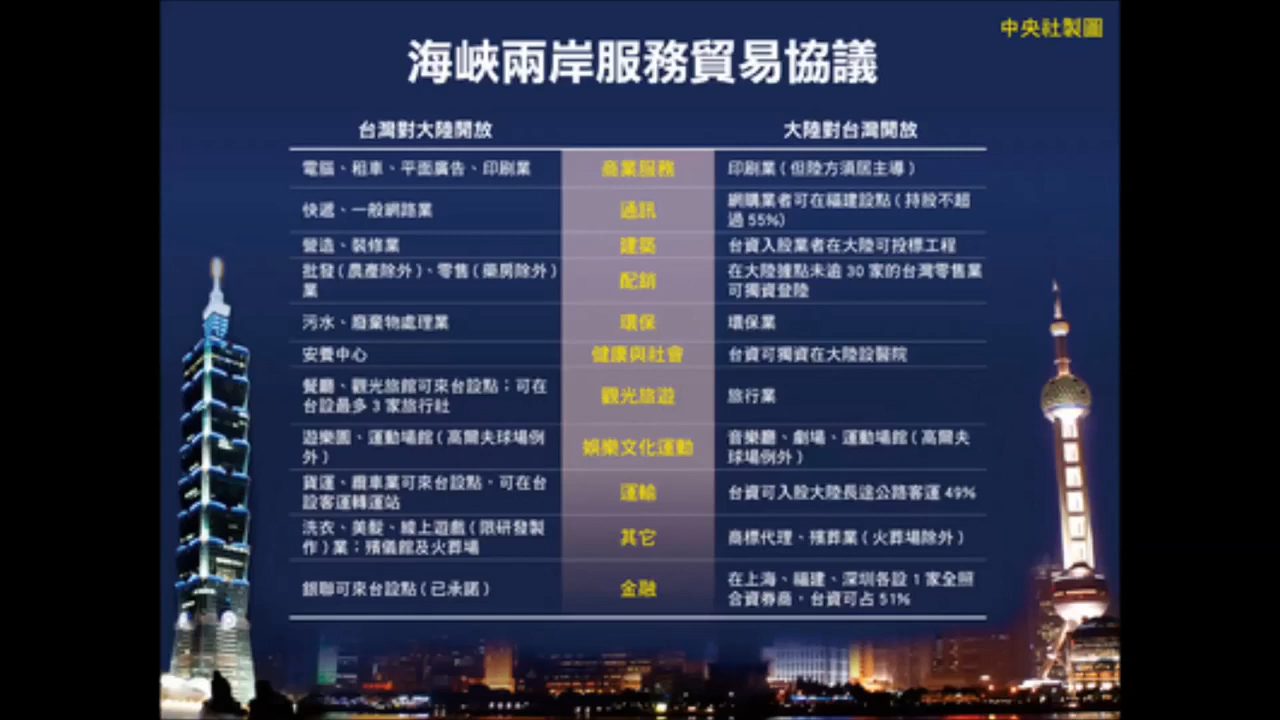 中央社製圖
海峽兩岸服務貿易協議
台灣對大陸開放
大陸對台灣開放
電腦、租車、平面廣告、印刷業
商業服務
印刷業(但陸方須居主導)
快遞、一般網路業
通訊
網購業者可在福建設點(持股不超
過 55%)
營造、裝修業
建築
台資入股業者在大陸可投標工程
批發(農產除外)、零售(藥房除外)
業
配銷
在大陸據點未逾 30 家的台灣零售業
可獨資登陸
污水、廢棄物處理業
環保
環保業
安養中心
健康與社會
台資可獨資在大陸設醫院
餐廳、觀光旅館可來台設點；可在
台設最多 3 家旅行社
觀光旅遊
旅行業
遊樂園、運動場館(高爾夫球場例
外)
娛樂文化運動
音樂廳、劇場、運動場館(高爾夫
球場例外)
貨運、纜車業可來台設點，可在台
設客運轉運站
運輸
台資可入股大陸長途公路客運 49%
洗衣、美髮、線上遊戲(限研發製
作)業；殯儀館及火葬場
其它
商標代理、殯葬業(火葬場除外)
銀聯可來台設點(已承諾)
金融
在上海、福建、深圳各設 1 家全照
合資券商，台資可占 51%